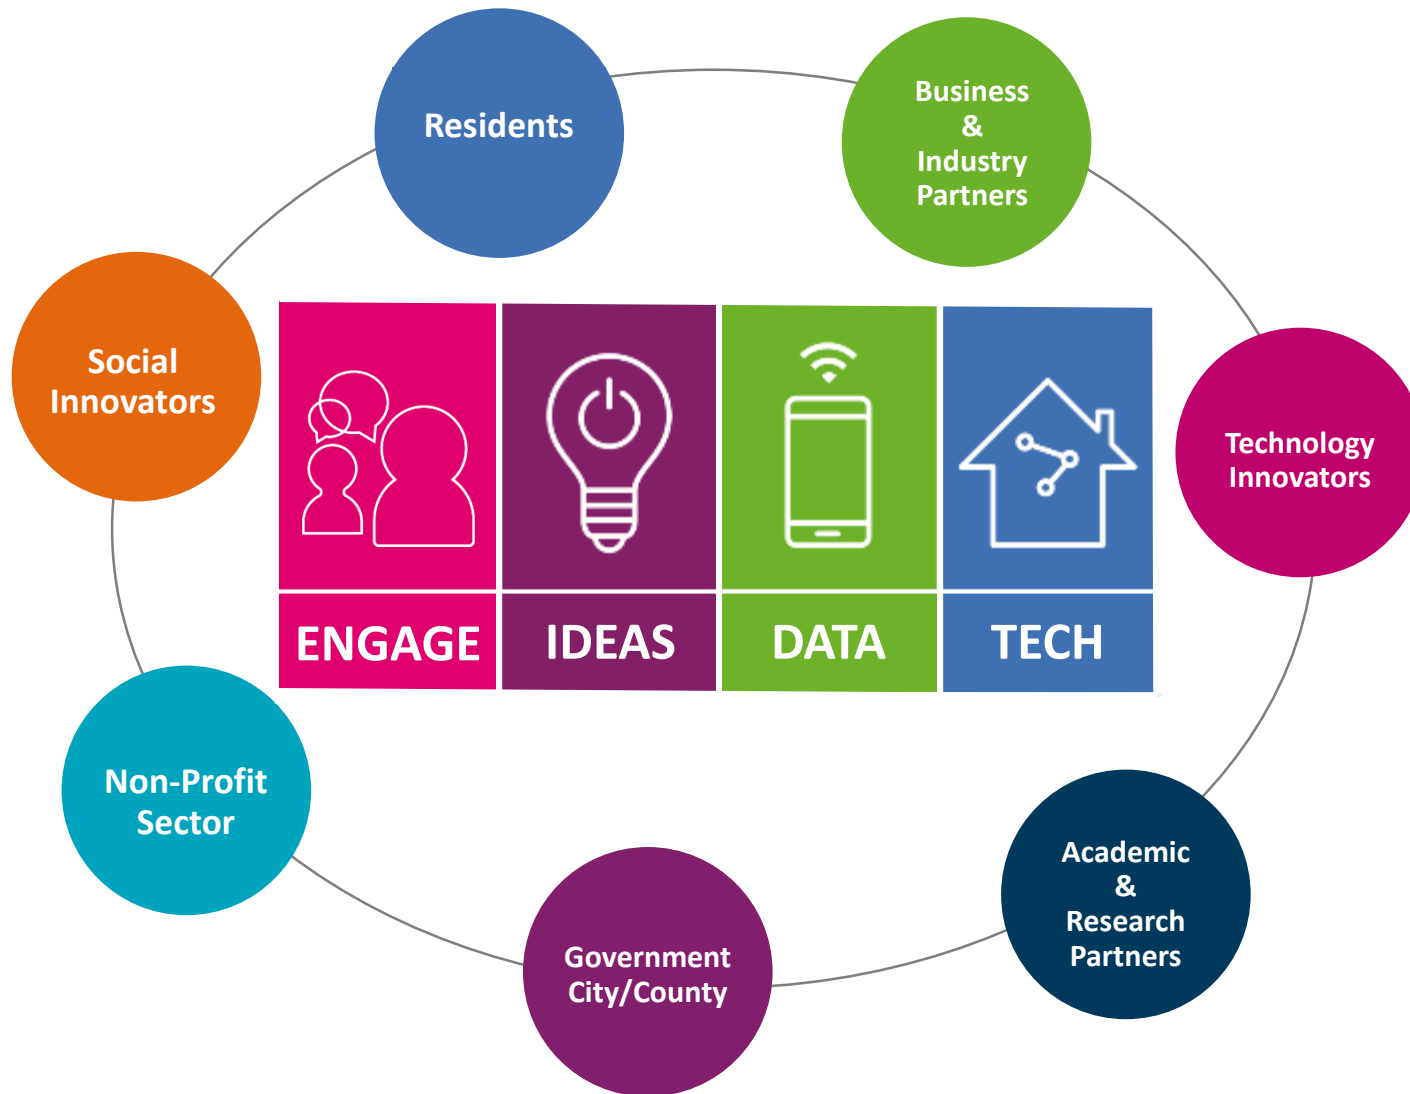 Residents
Business
&
Industry
Partners
Social
Innovators
Technology
Innovators
ENGAGE
IDEAS
DATA
TECH
Non-Profit
Sector
Academic
&
Research
Partners
Government
City/County